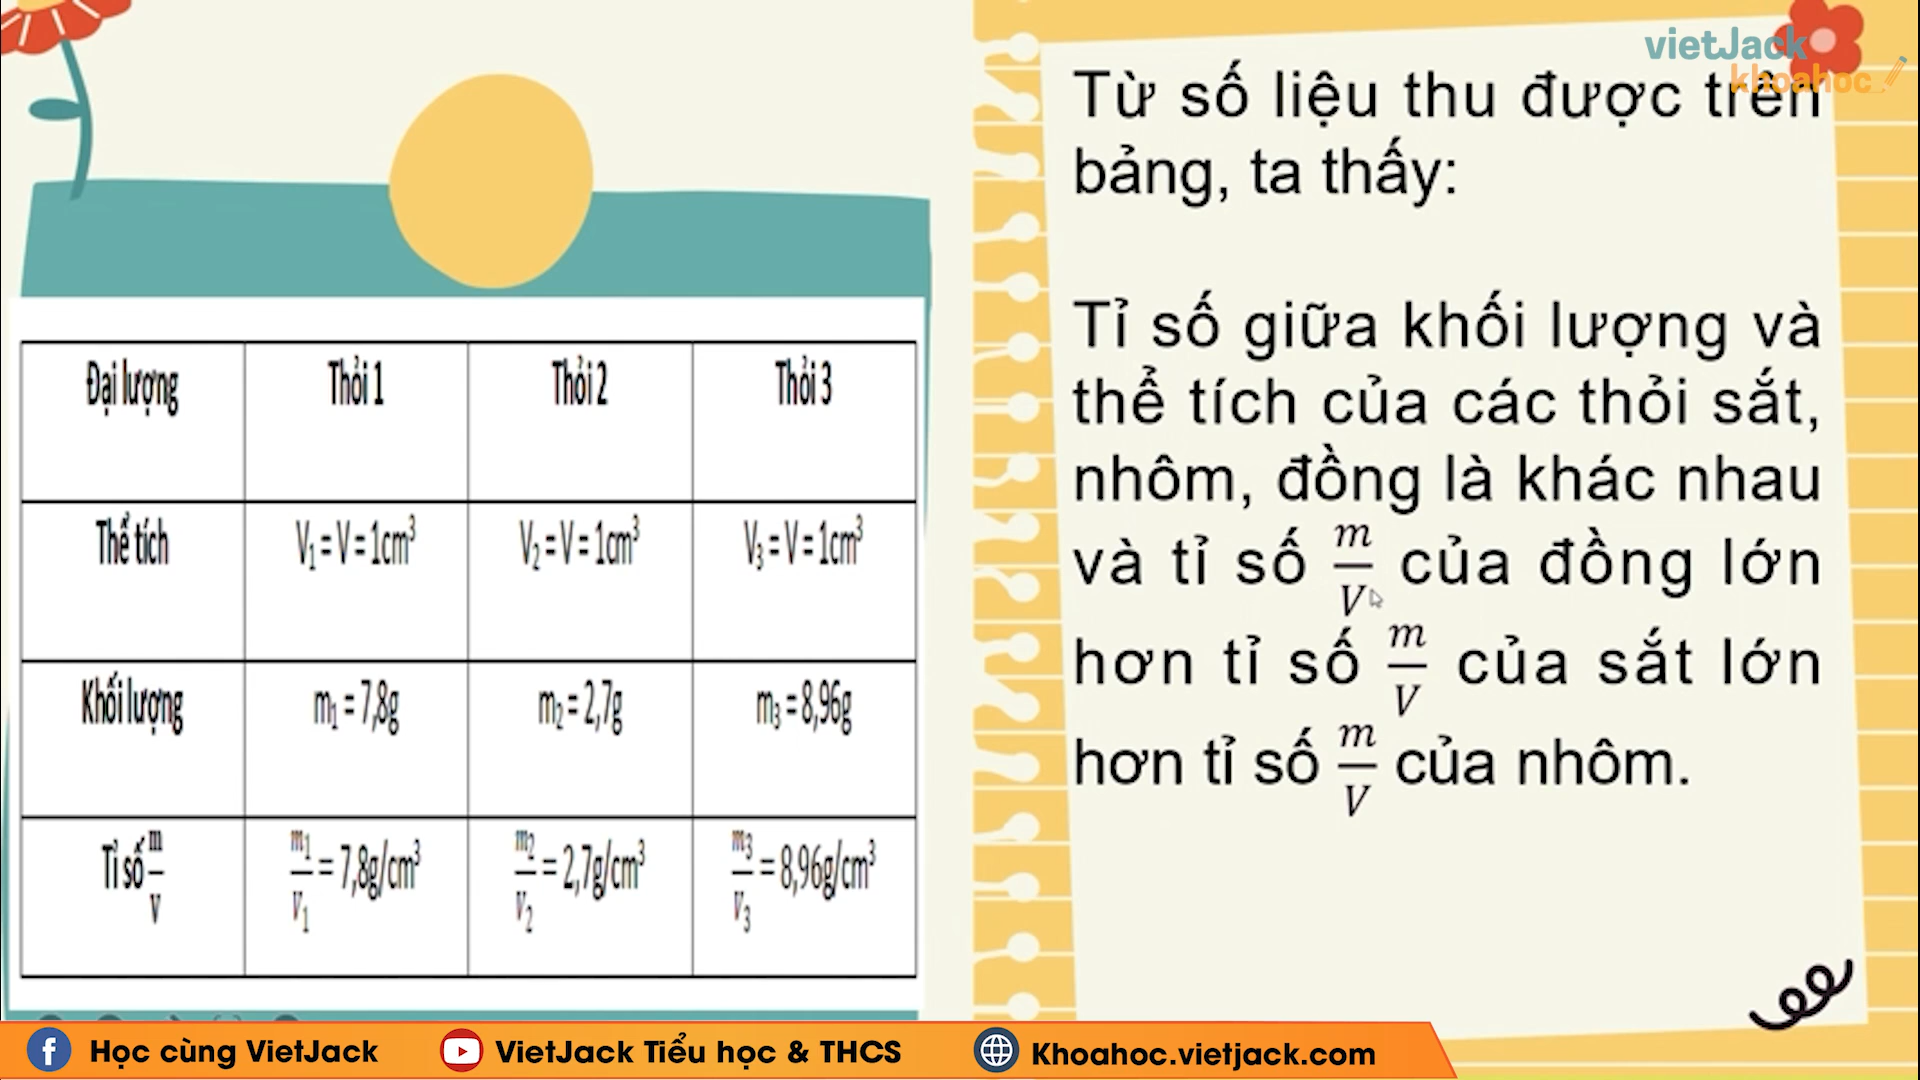 vietJack
khoahoc
Từ số liệu thu được trên
bảng, ta thấy:
Tỉ số giữa khối lượng và
thể tích của các thỏi sắt,
nhôm, đồng là khác nhau
và tỉ số m/V của đồng lớn
hơn tỉ số m/V của sắt lớn
hơn tỉ số m/V của nhôm.
Đại lượng Thỏi 1 Thỏi 2 Thỏi 3
Thể tích V₁ = V = 1cm³ V₂ = V = 1cm³ V₃ = V = 1cm³
Khối lượng m₁ = 7,8g m₂ = 2,7g m₃ = 8,96g
Tỉ số m/V m₁/V₁ = 7,8g/cm³ m₂/V₂ = 2,7g/cm³ m₃/V₃ = 8,96g/cm³
Học cùng VietJack VietJack Tiểu học & THCS Khoahoc.vietjack.com